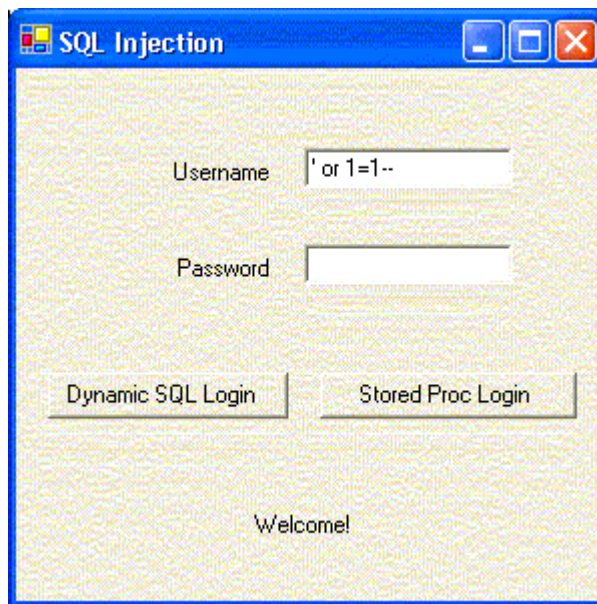 SQL Injection
Username ' or 1=1--
Password
Dynamic SQL Login Stored Proc Login
Welcome!